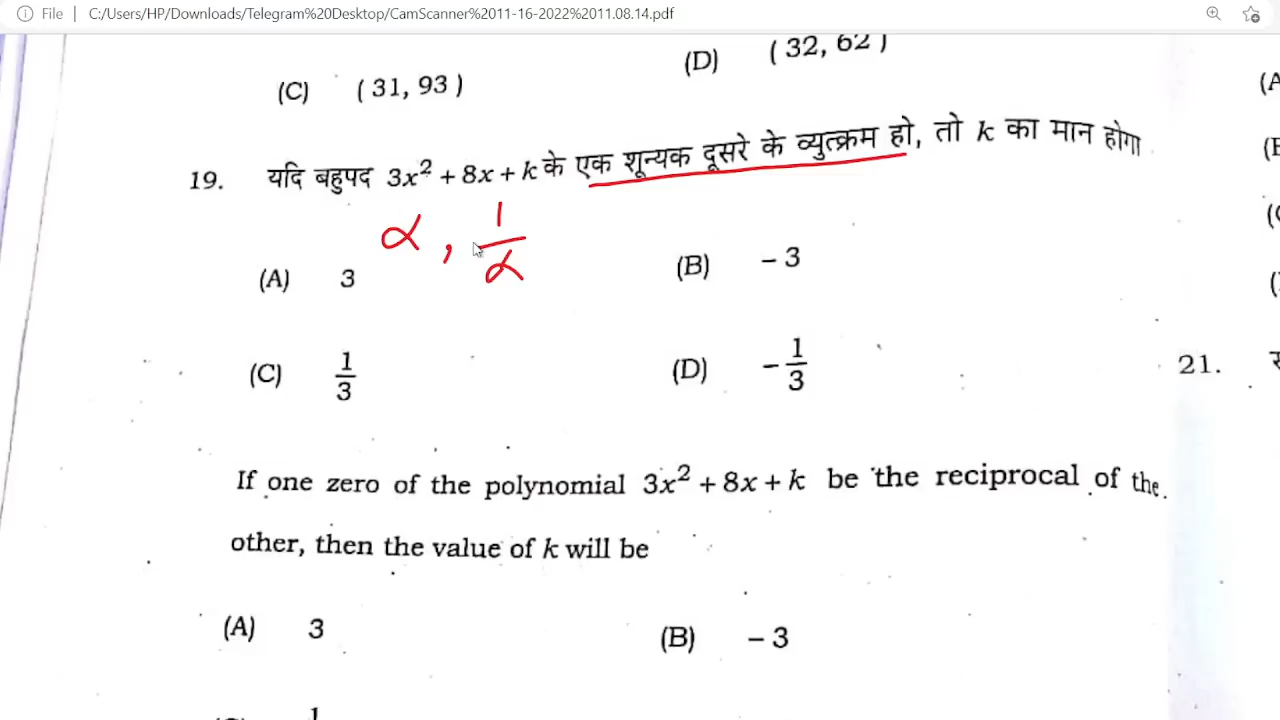 File | C:/Users/HP/Downloads/Telegram%20Desktop/CamScanner%2011-16-2022%2011.08.14.pdf
(C) (31, 93) (D) (32, 62)
19. यदि बहुपद 3x² + 8x + k के एक शून्यक दूसरे के व्युत्क्रम हो, तो k का मान होगा
α , 1/α
(A) 3 (B) – 3
(C) 1/3 (D) – 1/3
21.
If one zero of the polynomial 3x² + 8x + k be the reciprocal of the
other, then the value of k will be
(A) 3 (B) – 3